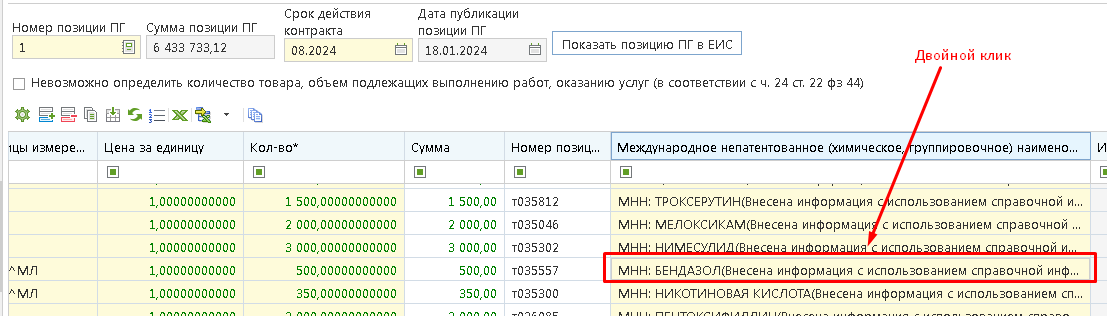 Номер позиции ПГ
Сумма позиции ПГ
Срок действия контракта
Дата публикации позиции ПГ
1
6 433 733,12
08.2024
18.01.2024
Показать позицию ПГ в ЕИС
Двойной клик
Невозможно определить количество товара, объем подлежащих выполнению работ, оказанию услуг (в соответствии с ч. 24 ст. 22 фз 44)
ицы измере... Цена за единицу Кол-во* Сумма Номер позиц... Международное непатентованное (химическое, группировочное) наимено... И
1,00000000000 1 500,00000000000 1 500,00 т035812 МНН: ТРОКСЕРУТИН(Внесена информация с использованием справочной и...
1,00000000000 2 000,00000000000 2 000,00 т035046 МНН: МЕЛОКСИКАМ(Внесена информация с использованием справочной и...
1,00000000000 3 000,00000000000 3 000,00 т035302 МНН: НИМЕСУЛИД(Внесена информация с использованием справочной и...
^МЛ 1,00000000000 500,00000000000 500,00 т035557 МНН: БЕНДАЗОЛ(Внесена информация с использованием справочной инф...
^МЛ 1,00000000000 350,00000000000 350,00 т035300 МНН: НИКОТИНОВАЯ КИСЛОТА(Внесена информация с использованием сп...